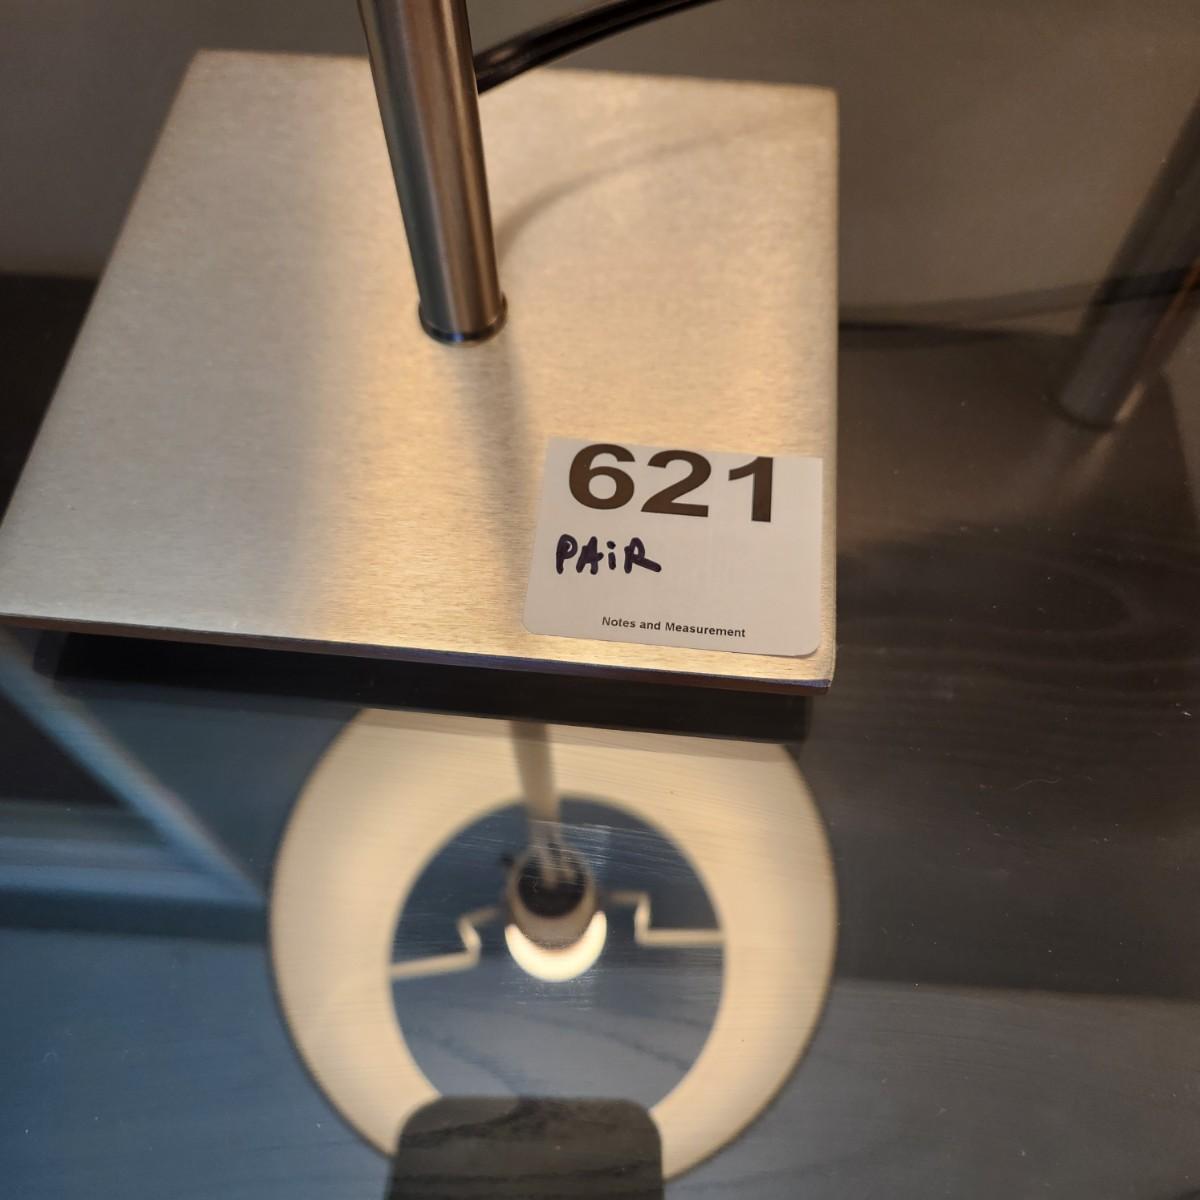 621
PAiR
Notes and Measurement